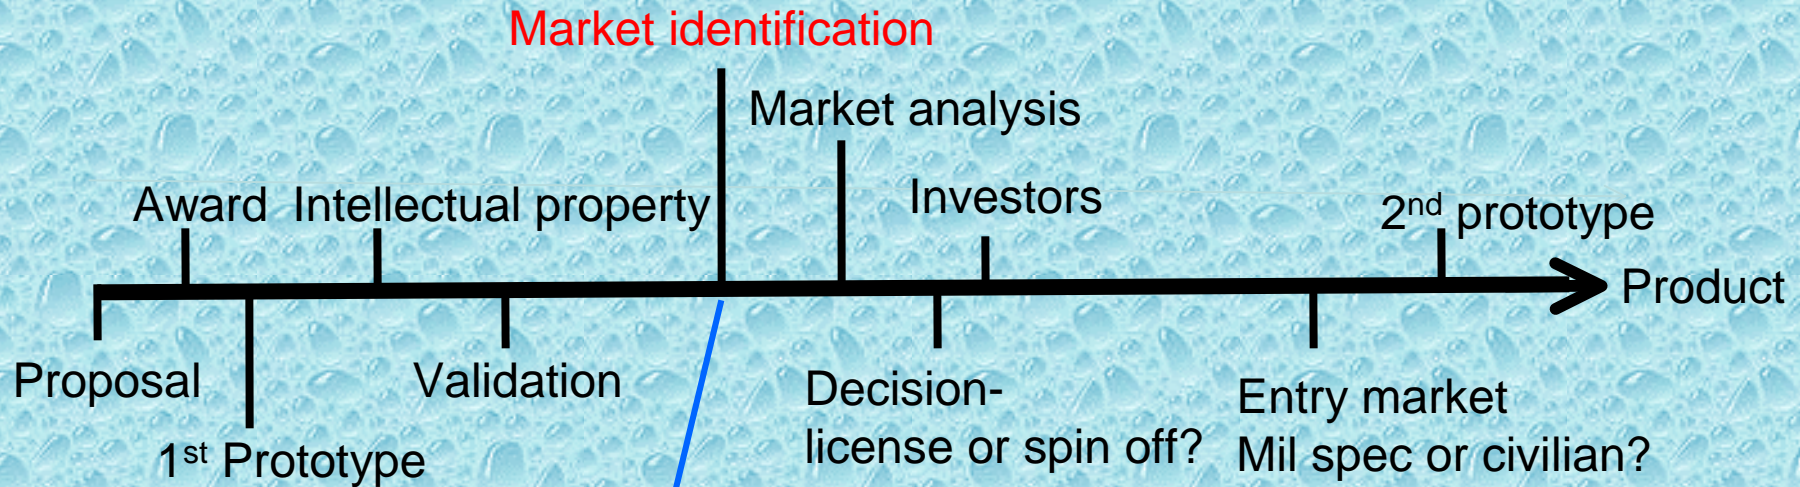 Market identification
Market analysis
Award
Intellectual property
Investors
2nd prototype
Product
Proposal
Validation
Decision-
license or spin off?
Entry market
Mil spec or civilian?
1st Prototype